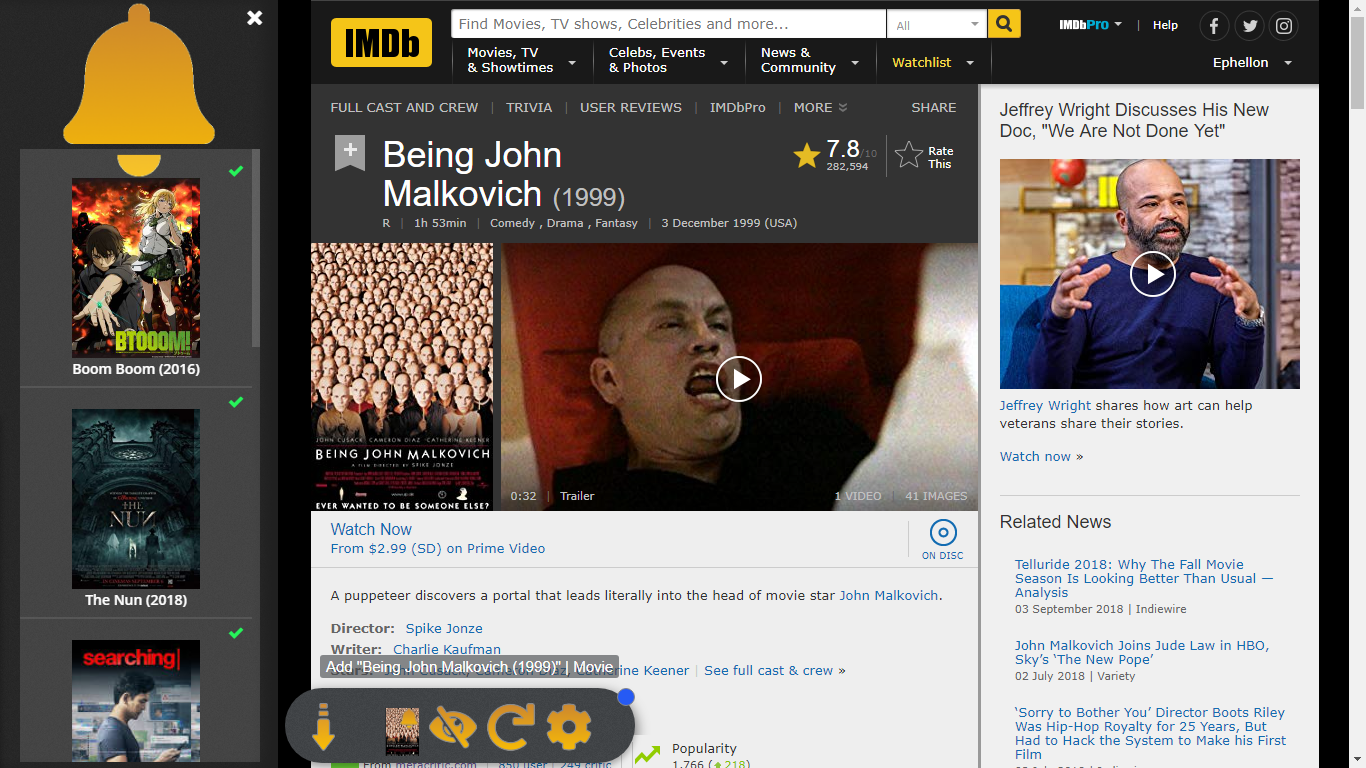 BTOOOM!
Boom Boom (2016)
THE NUN
The Nun (2018)
searching
IMDb
Find Movies, TV shows, Celebrities and more...
All
IMDbPro
Help
Movies, TV
& Showtimes
Celebs, Events
& Photos
News &
Community
Watchlist
Ephellon
FULL CAST AND CREW | TRIVIA | USER REVIEWS | IMDbPro | MORE
SHARE
Being John
Malkovich (1999)
7.8/10
282,594
Rate
This
R | 1h 53min | Comedy , Drama , Fantasy | 3 December 1999 (USA)
JOHN CUSACK CAMERON DIAZ CATHERINE KEENER
BEING JOHN MALKOVICH
A FILM DIRECTED BY SPIKE JONZE
EVER WANTED TO BE SOMEONE ELSE?
0:32 | Trailer
1 VIDEO | 41 IMAGES
Watch Now
From $2.99 (SD) on Prime Video
ON DISC
A puppeteer discovers a portal that leads literally into the head of movie star John Malkovich.
Director: Spike Jonze
Writer: Charlie Kaufman
Add "Being John Malkovich (1999)" | Movie
Stars: John Cusack, Cameron Diaz, Catherine Keener | See full cast & crew »
From metacritic.com
850 user | 249 critic
Popularity
1,766 (218)
Jeffrey Wright Discusses His New
Doc, "We Are Not Done Yet"
Jeffrey Wright shares how art can help
veterans share their stories.
Watch now »
Related News
Telluride 2018: Why The Fall Movie
Season Is Looking Better Than Usual —
Analysis
03 September 2018 | Indiewire
John Malkovich Joins Jude Law in HBO,
Sky's 'The New Pope'
02 July 2018 | Variety
'Sorry to Bother You' Director Boots Riley
Was Hip-Hop Royalty for 25 Years, But
Had to Hack the System to Make his First
Film